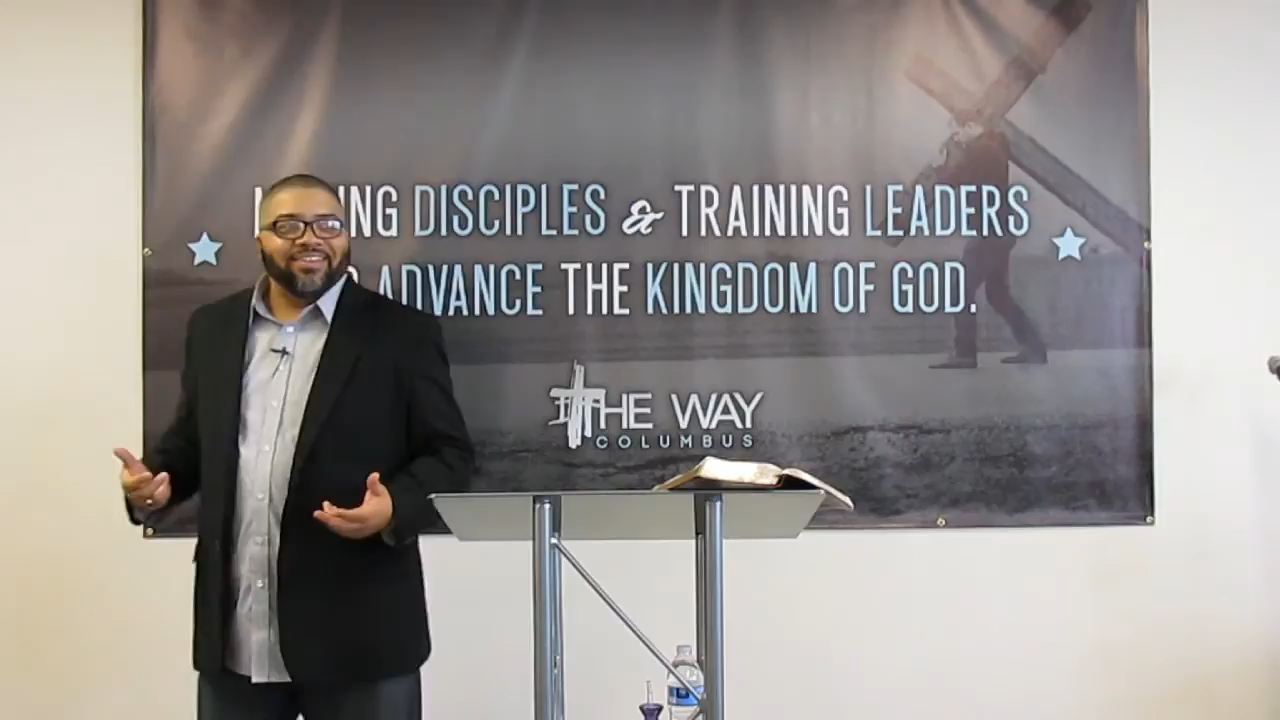 ING DISCIPLES & TRAINING LEADERS
ADVANCE THE KINGDOM OF GOD.
THE WAY
COLUMBUS